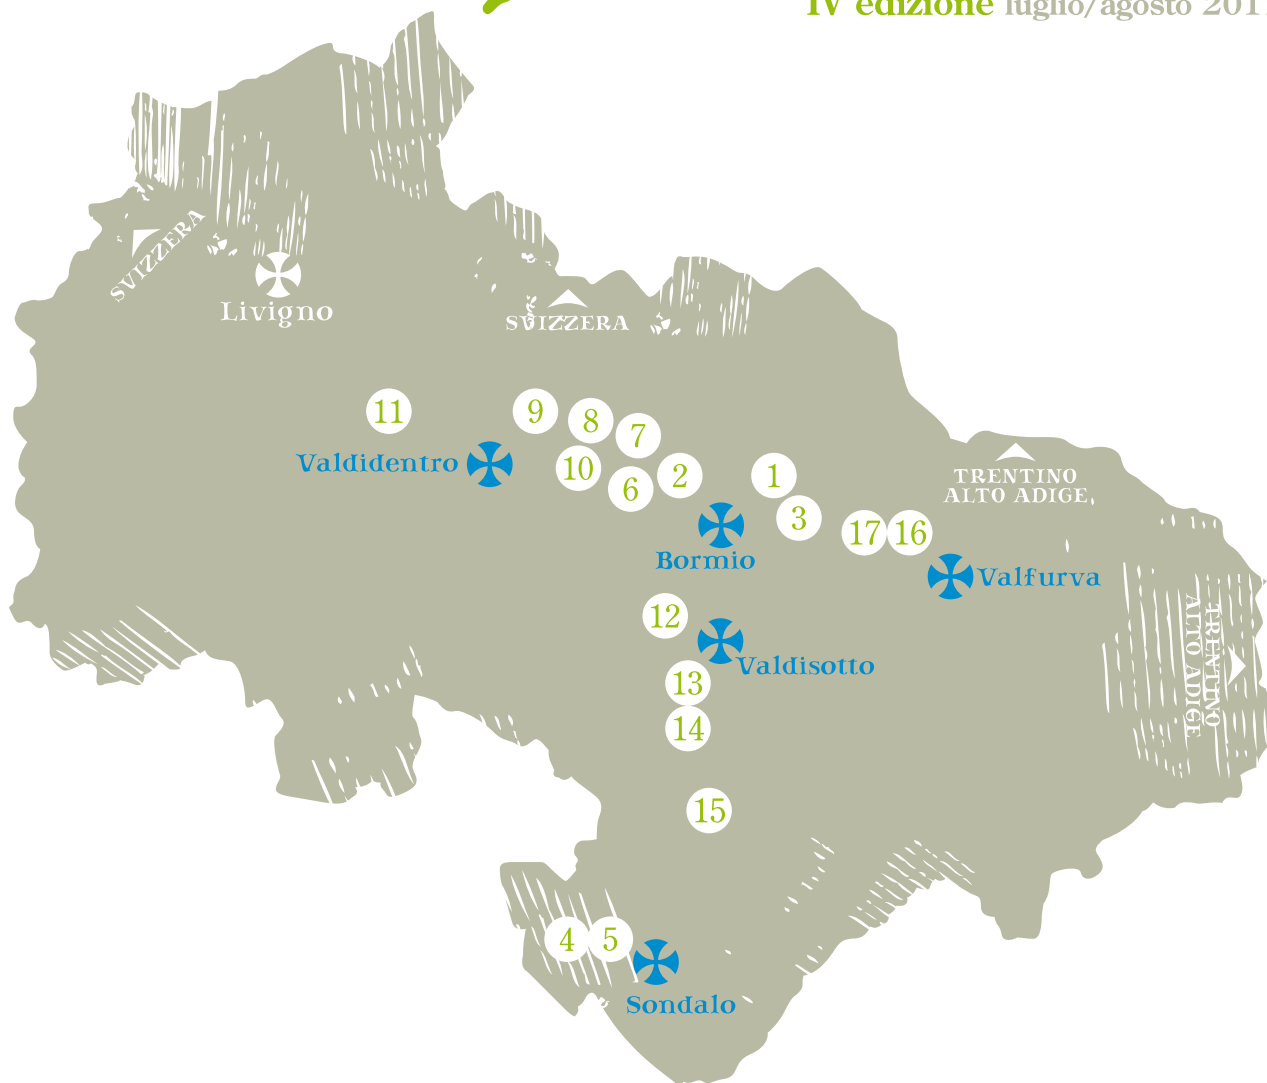 IV edizione luglio/agosto 201
SVIZZERA
Livigno
SVIZZERA
11
9
8
7
Valdidentro
10
6
2
1
3
TRENTINO
ALTO ADIGE
17
16
Bormio
Valfurva
12
Valdisotto
TRENTINO
ALTO ADIGE
13
14
15
4
5
Sondalo